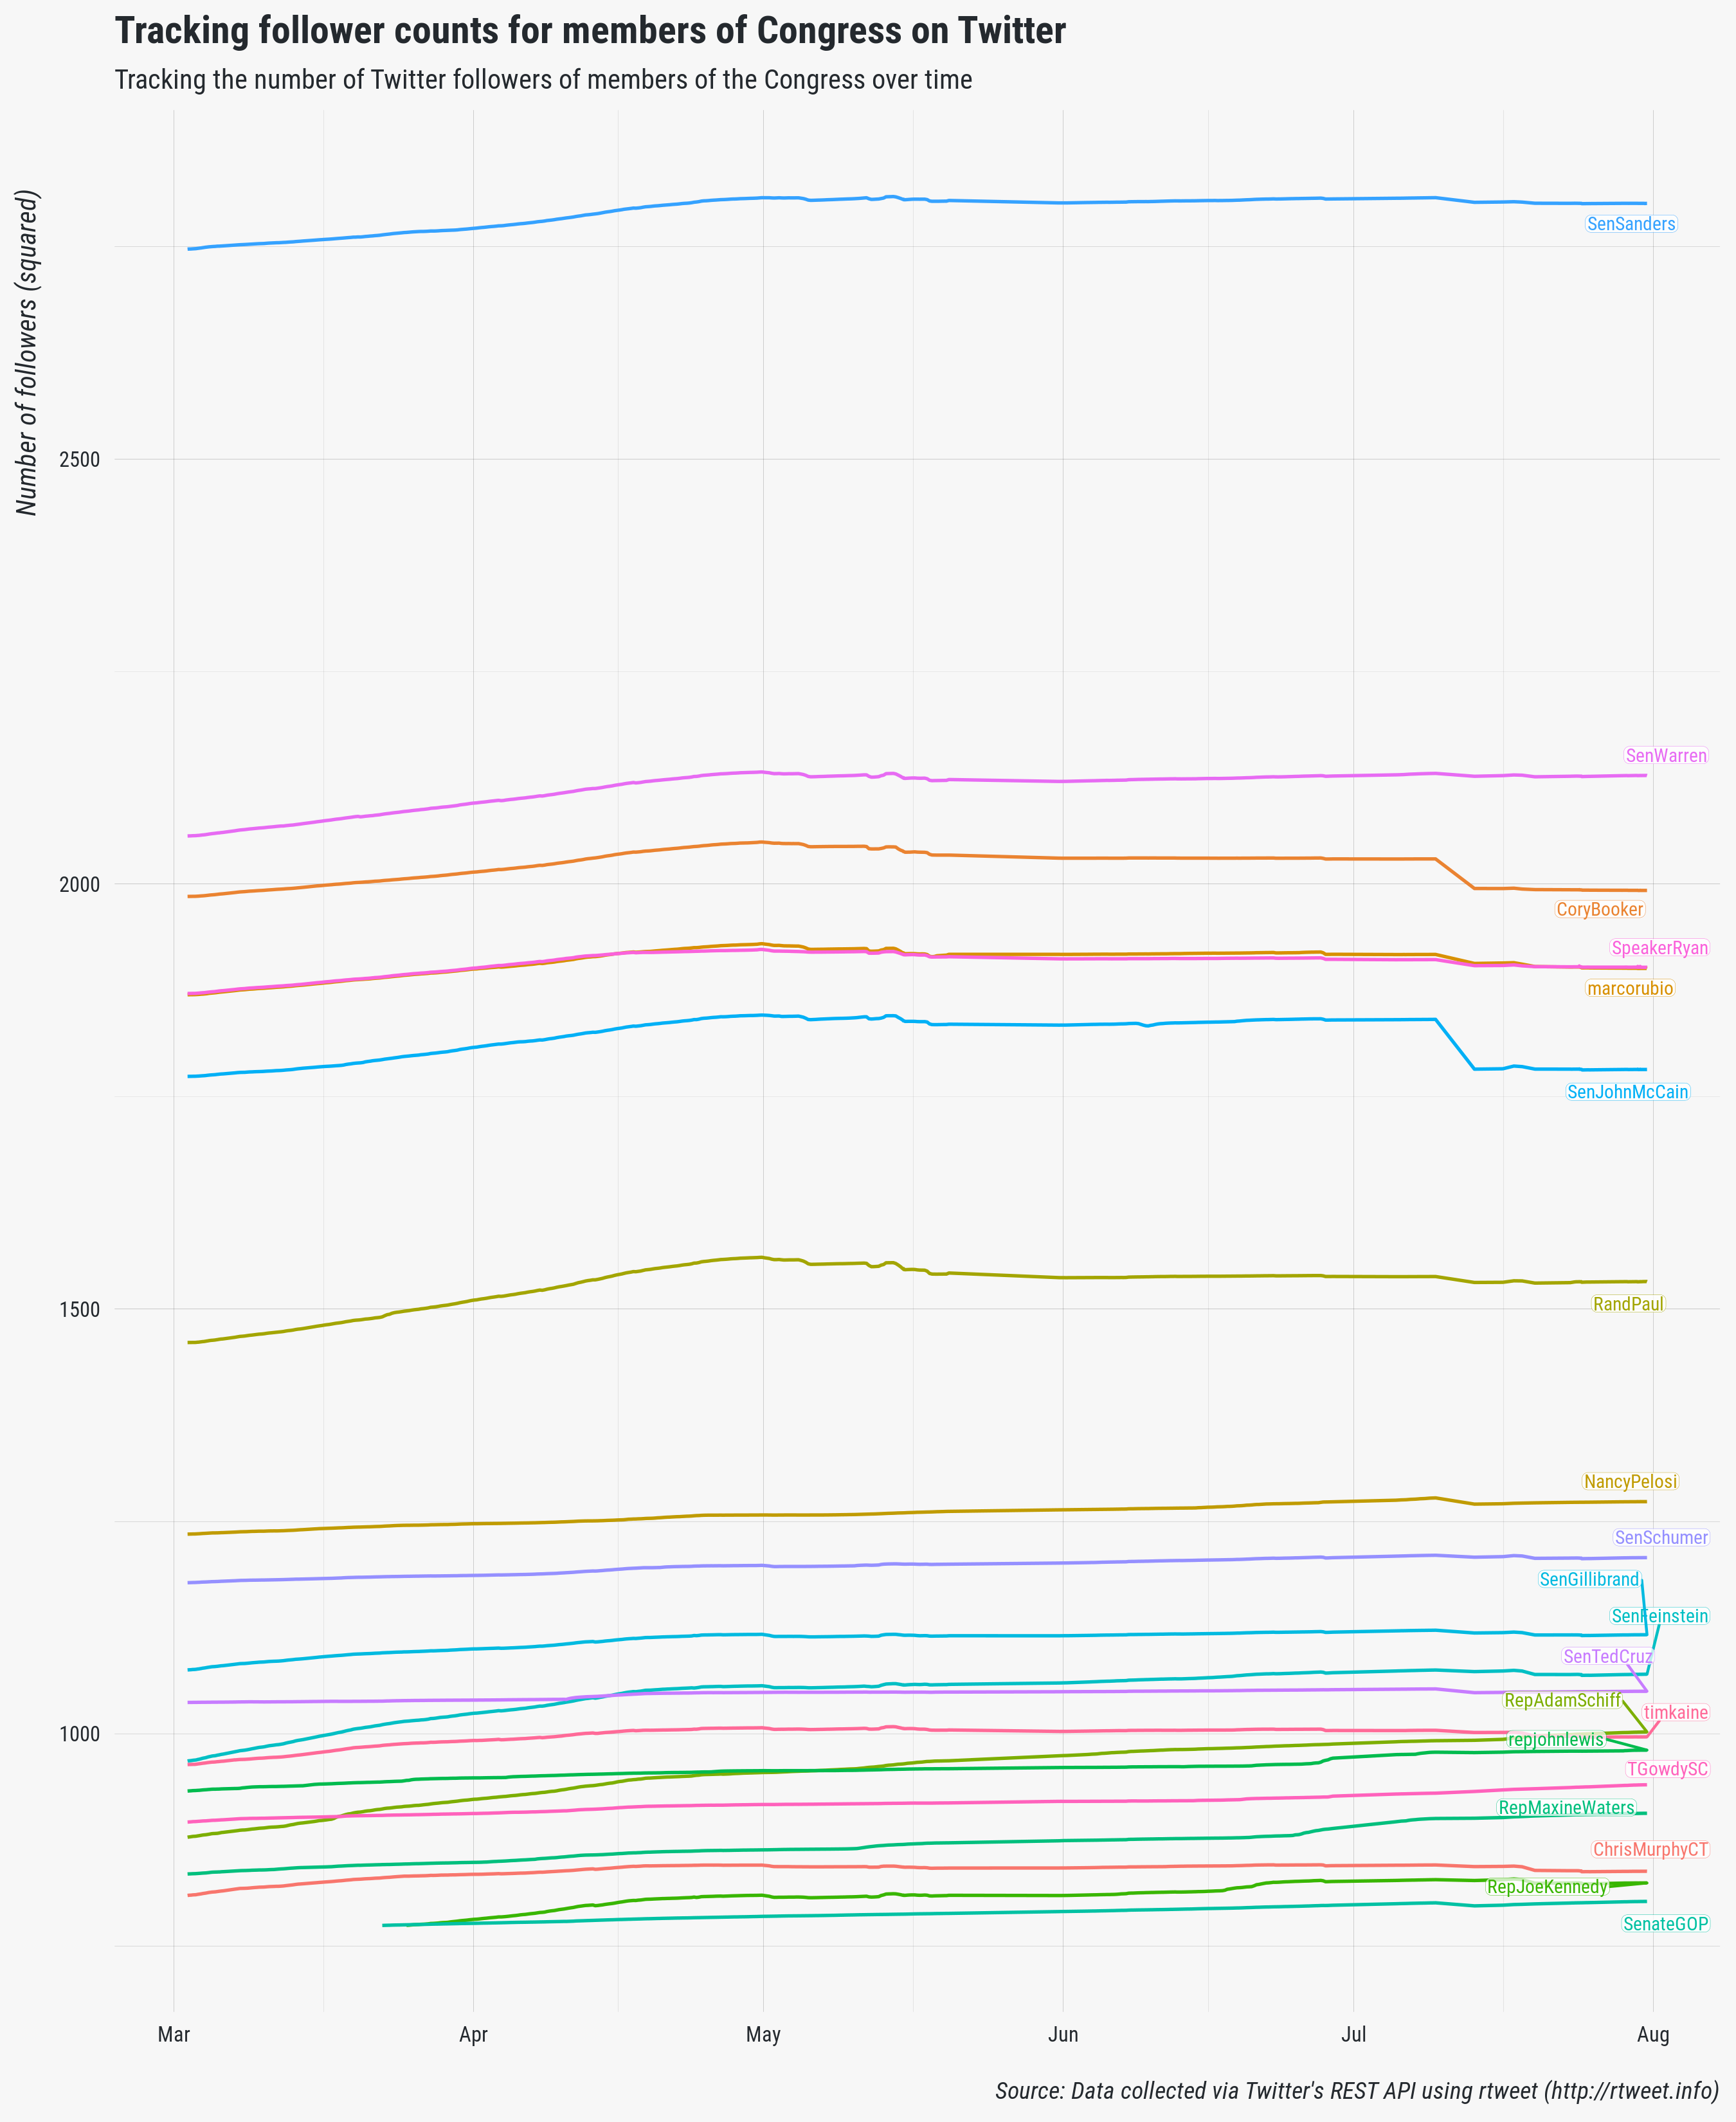 Tracking follower counts for members of Congress on Twitter
Tracking the number of Twitter followers of members of the Congress over time
Number of followers (squared)
2500
2000
1500
1000
SenSanders
SenWarren
CoryBooker
SpeakerRyan
marcorubio
SenJohnMcCain
RandPaul
NancyPelosi
SenSchumer
SenGillibrand
SenFeinstein
SenTedCruz
RepAdamSchiff
timkaine
repjohnlewis
TGowdySC
RepMaxineWaters
ChrisMurphyCT
RepJoeKennedy
SenateGOP
Mar Apr May Jun Jul Aug
Source: Data collected via Twitter's REST API using rtweet (http://rtweet.info)